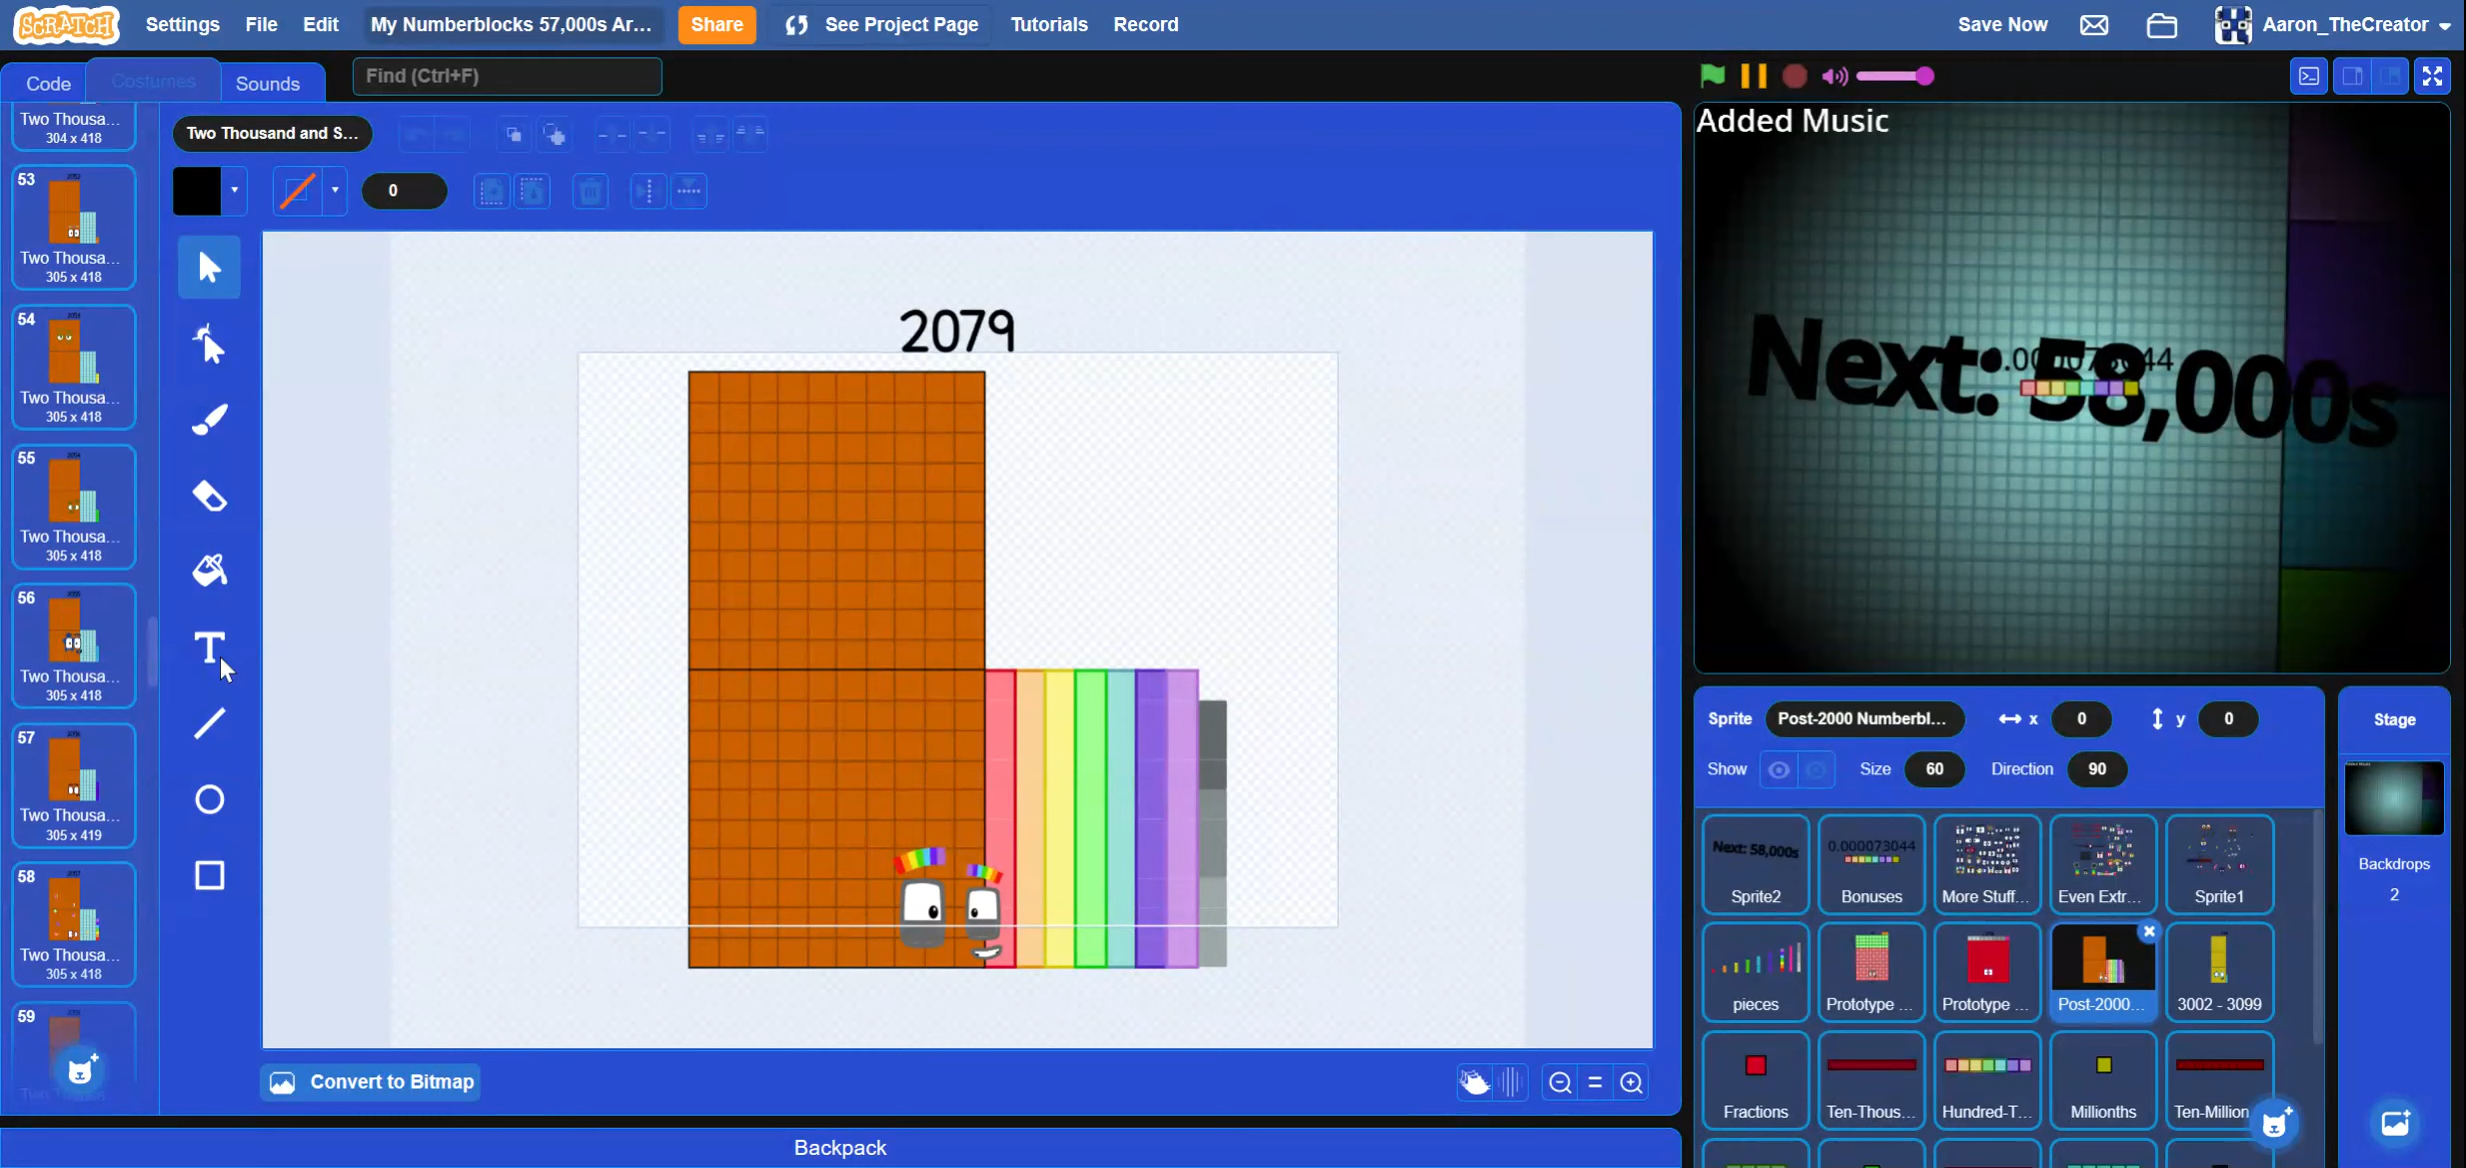 SCRATCH Settings File Edit My Numberblocks 57,000s Ar... Share See Project Page Tutorials Record Save Now Aaron_TheCreator
Code Costumes Sounds Find (Ctrl+F)
Two Thousa...
304 x 418
53
Two Thousa...
305 x 418
54
Two Thousa...
305 x 418
55
Two Thousa...
305 x 418
56
Two Thousa...
305 x 418
57
Two Thousa...
305 x 419
58
Two Thousa...
305 x 418
59
Two Thousand and S...
0
2079
T
Convert to Bitmap
Backpack
Added Music
Next: 58,000s
Sprite Post-2000 Numberbl... x 0 y 0
Show Size 60 Direction 90
Next: 58,000s
Sprite2
0.000073044
Bonuses
More Stuff...
Even Extr...
Sprite1
pieces
Prototype ...
Prototype ...
Post-2000...
3002 - 3099
Fractions
Ten-Thous...
Hundred-T...
Millionths
Ten-Million
Stage
Backdrops
2